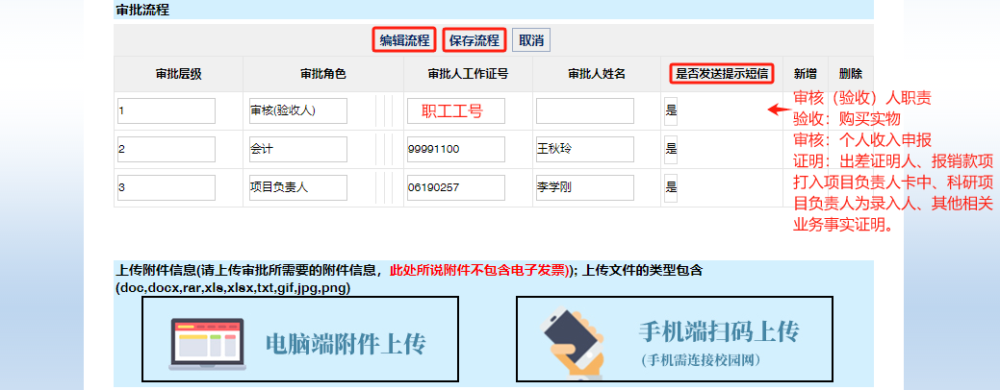 审批流程
编辑流程 保存流程 取消
审批层级 审批角色 审批人工作证号 审批人姓名 是否发送提示短信 新增 删除
1 审核(验收人) 职工工号 是
2 会计 99991100 王秋玲 是
3 项目负责人 06190257 李学刚 是
审核（验收）人职责
验收：购买实物
审核：个人收入申报
证明：出差证明人、报销款项
打入项目负责人卡中、科研项
目负责人为录入人、其他相关
业务事实证明。
上传附件信息(请上传审批所需要的附件信息，此处所说附件不包含电子发票)); 上传文件的类型包含
(doc,docx,rar,xls,xlsx,txt,gif,jpg,png)
电脑端附件上传
手机端扫码上传
(手机需连接校园网)